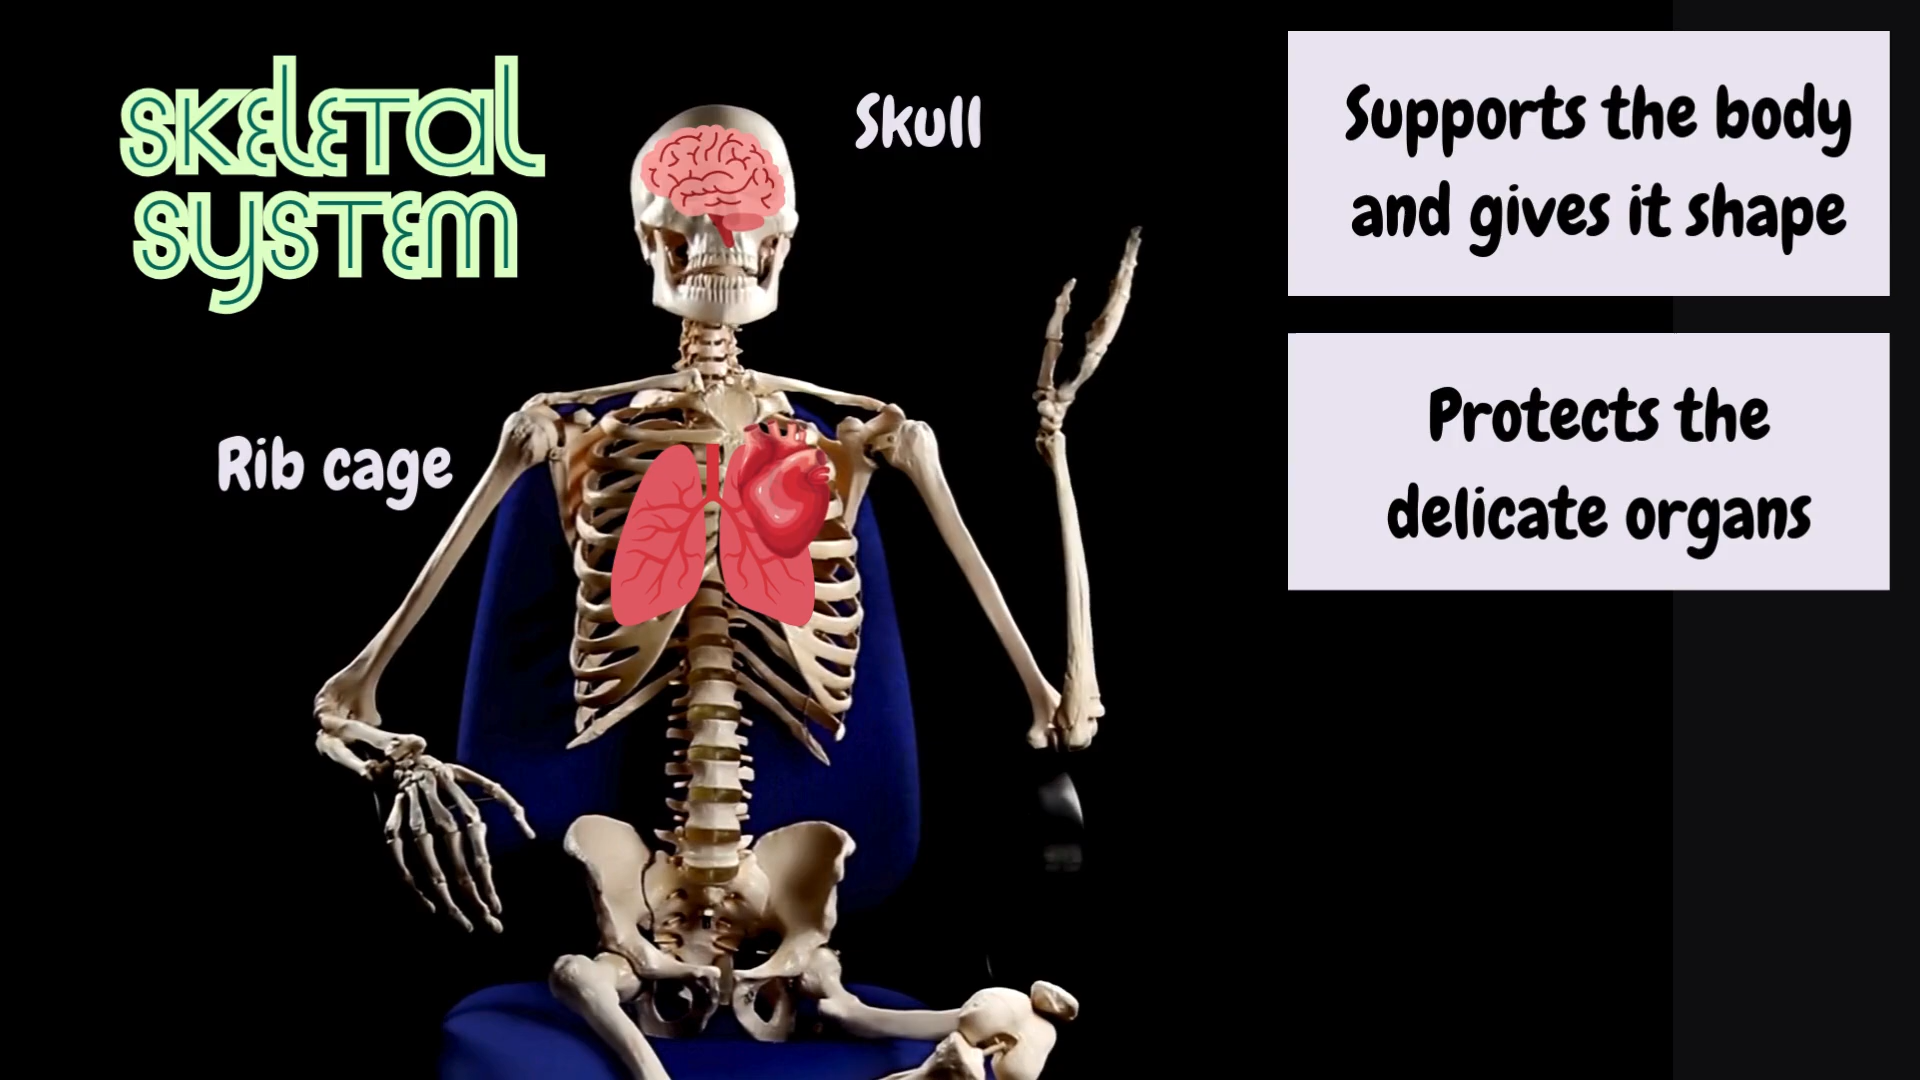 Skeletal
System
Skull
Rib cage
Supports the body
and gives it shape
Protects the
delicate organs